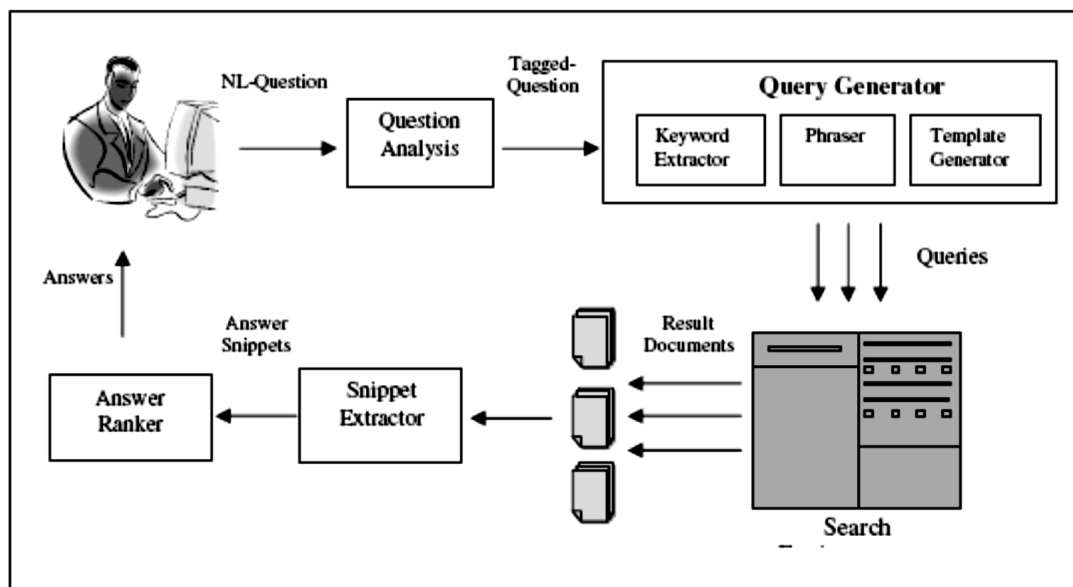 NL-Question
Tagged-
Question
Question
Analysis
Query Generator
Keyword
Extractor
Phraser
Template
Generator
Queries
Answers
Answer
Snippets
Result
Documents
Answer
Ranker
Snippet
Extractor
Search